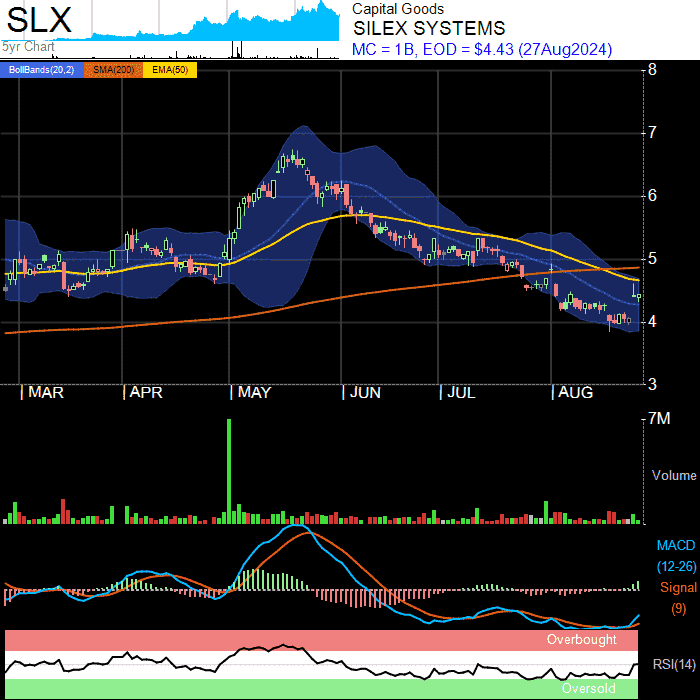 SLX
5yr Chart
Capital Goods
SILEX SYSTEMS
MC = 1B, EOD = $4.43 (27Aug2024)
BollBands(20,2) SMA(200) EMA(50)
8
7
6
5
4
3
MAR APR MAY JUN JUL AUG
7M
Volume
MACD
(12-26)
Signal
(9)
Overbought
RSI(14)
Oversold